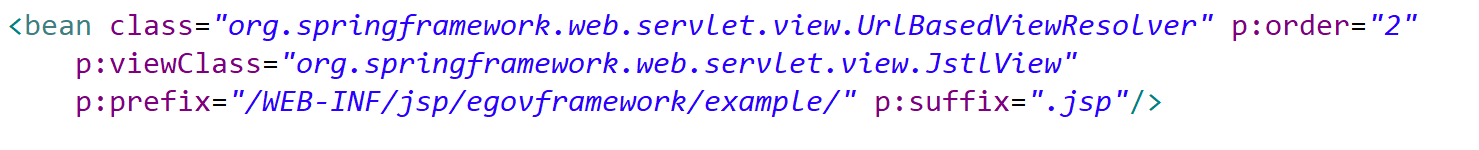 <bean class="org.springframework.web.servlet.view.UrlBasedViewResolver" p:order="2"
p:viewClass="org.springframework.web.servlet.view.JstlView"
p:prefix="/WEB-INF/jsp/egovframework/example/" p:suffix=".jsp"/>